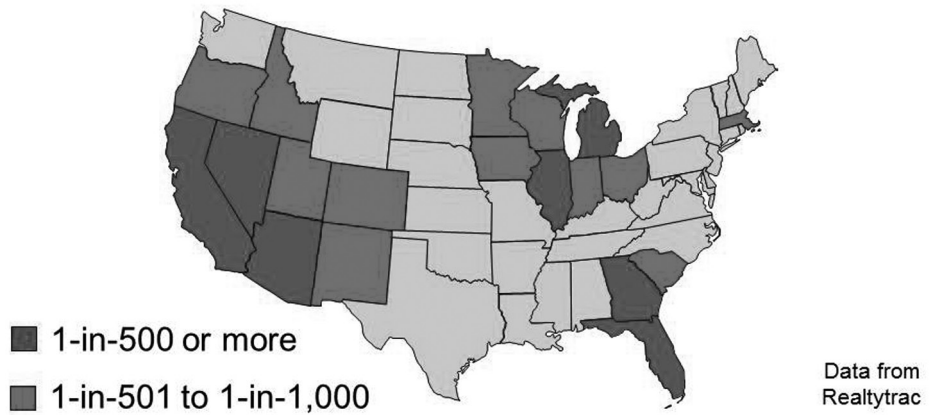 1-in-500 or more
1-in-501 to 1-in-1,000
Data from
Realtytrac